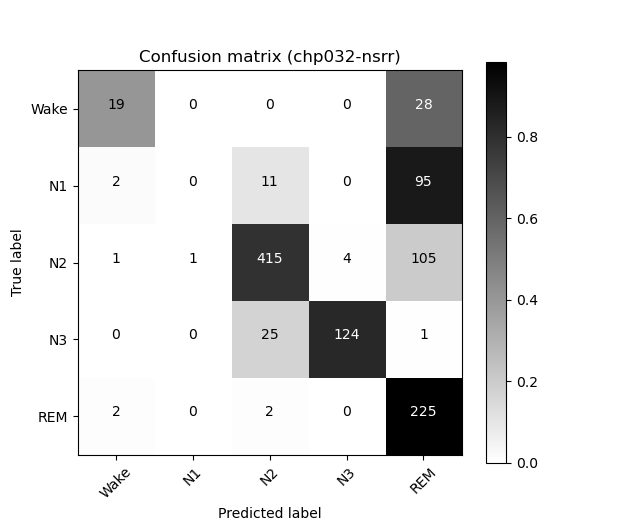 Confusion matrix (chp032-nsrr)
True label
Wake 19 0 0 0 28
N1 2 0 11 0 95
N2 1 1 415 4 105
N3 0 0 25 124 1
REM 2 0 2 0 225
Wake N1 N2 N3 REM
Predicted label
0.8
0.6
0.4
0.2
0.0